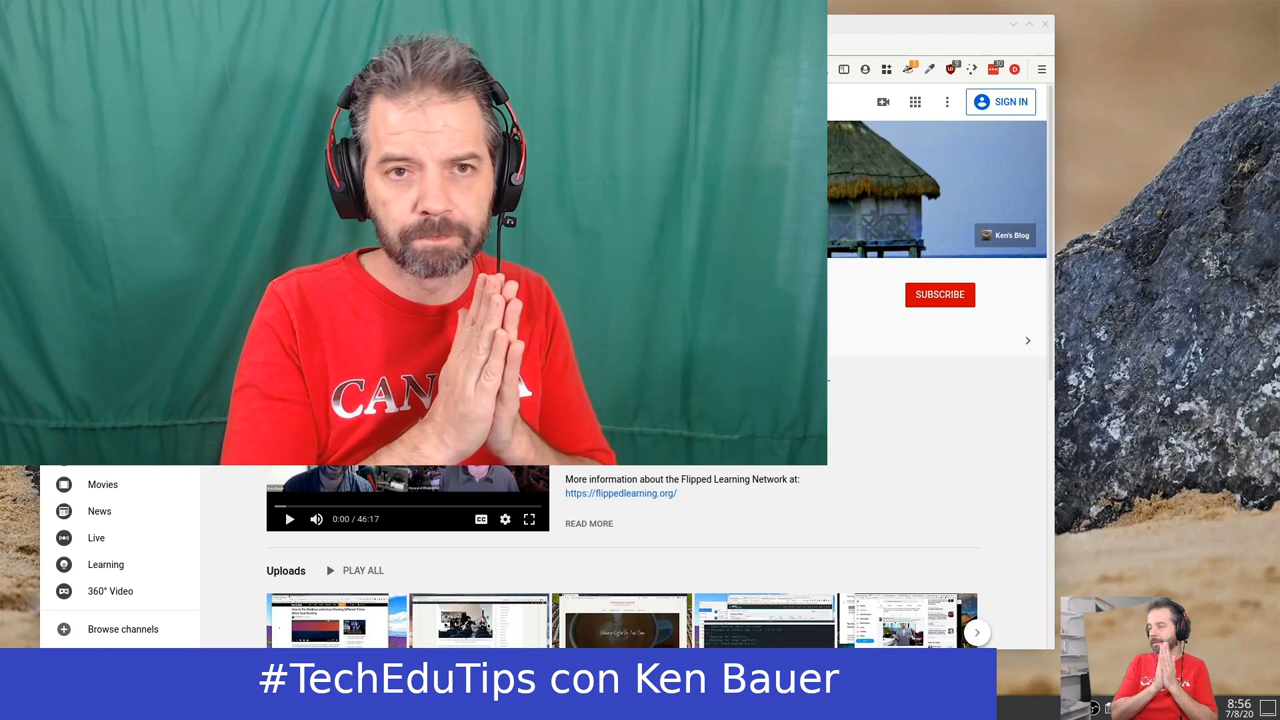 SIGN IN
Ken's Blog
SUBSCRIBE
CAN
A
Movies
News
Live
Learning
360° Video
Browse channels
0:00 / 46:17
More information about the Flipped Learning Network at:
https://flippedlearning.org/
READ MORE
Uploads
PLAY ALL
#TechEduTips con Ken Bauer
8:56
7/8/20